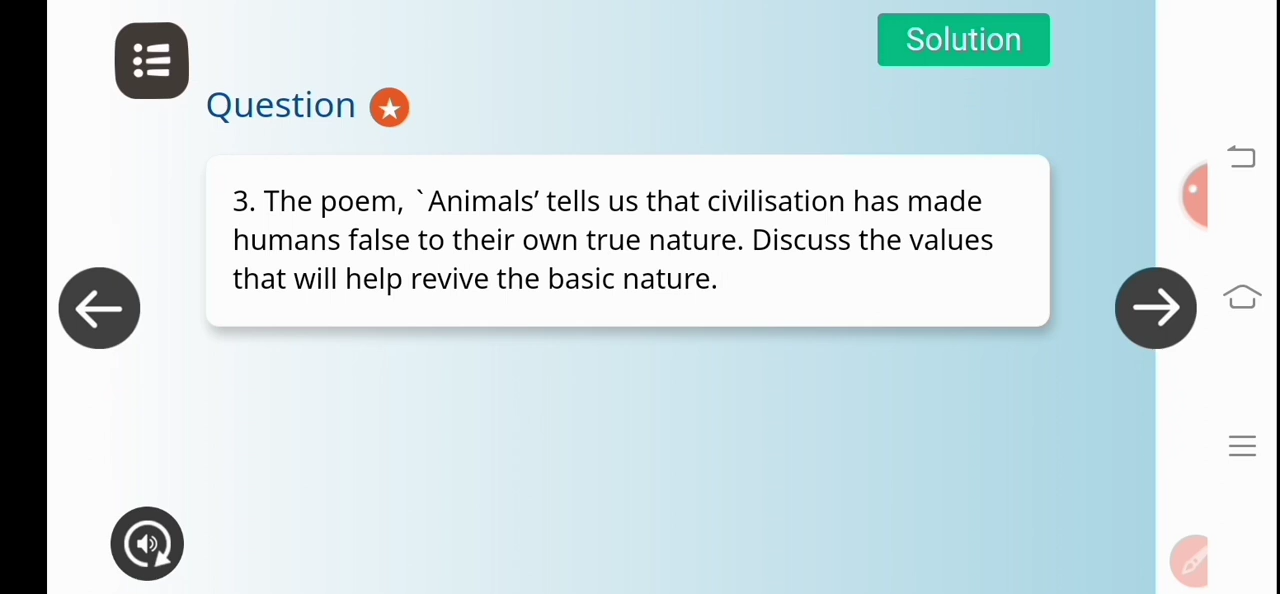 Solution
Question
3. The poem, `Animals’ tells us that civilisation has made
humans false to their own true nature. Discuss the values
that will help revive the basic nature.